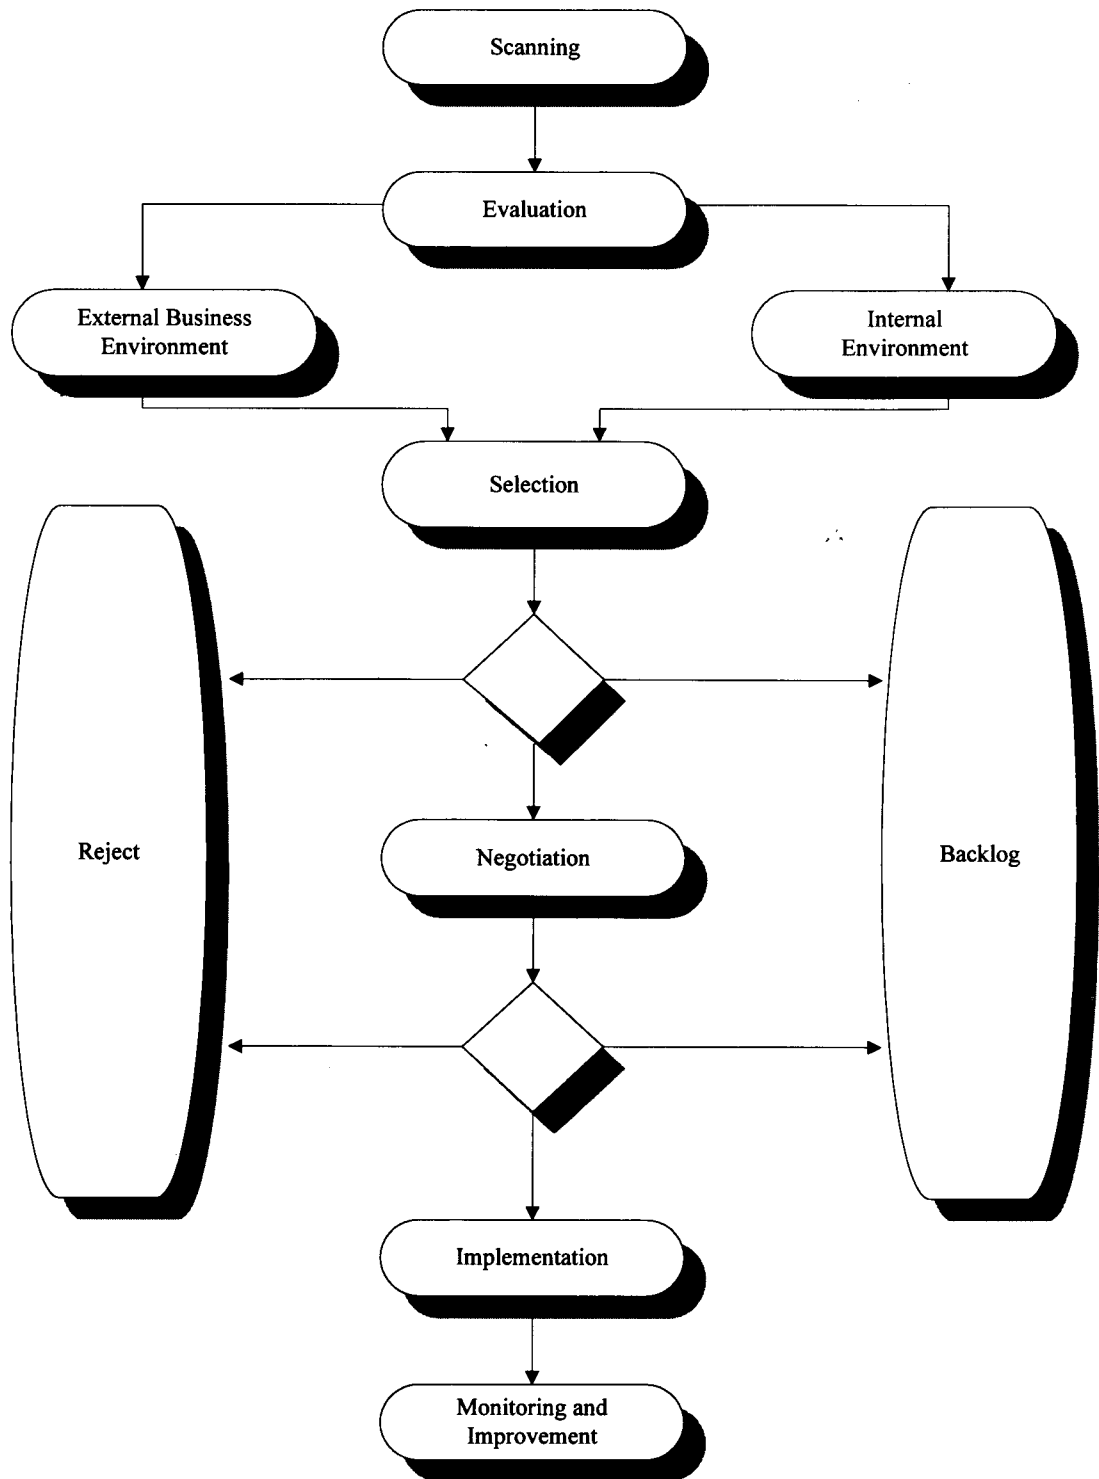 Scanning
Evaluation
External Business
Environment
Internal
Environment
Selection
Reject
Negotiation
Backlog
Implementation
Monitoring and
Improvement